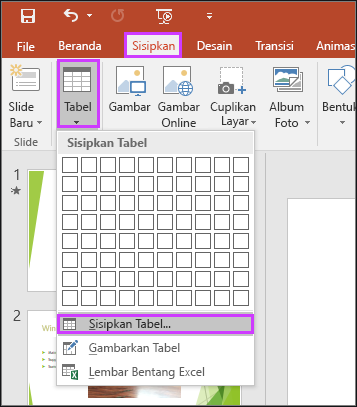 File Beranda Sisipkan Desain Transisi Animas
Slide Baru Tabel Gambar Gambar Online Cuplikan Layar Album Foto Bentuk
Slide
Sisipkan Tabel
1
2
Win
Sisipkan Tabel...
Gambarkan Tabel
Lembar Bentang Excel